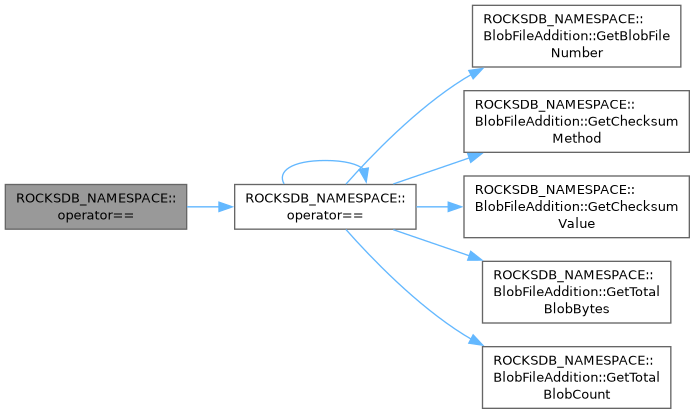 ROCKSDB_NAMESPACE::
operator==
ROCKSDB_NAMESPACE::
operator==
ROCKSDB_NAMESPACE::
BlobFileAddition::GetBlobFile
Number
ROCKSDB_NAMESPACE::
BlobFileAddition::GetChecksum
Method
ROCKSDB_NAMESPACE::
BlobFileAddition::GetChecksum
Value
ROCKSDB_NAMESPACE::
BlobFileAddition::GetTotal
BlobBytes
ROCKSDB_NAMESPACE::
BlobFileAddition::GetTotal
BlobCount